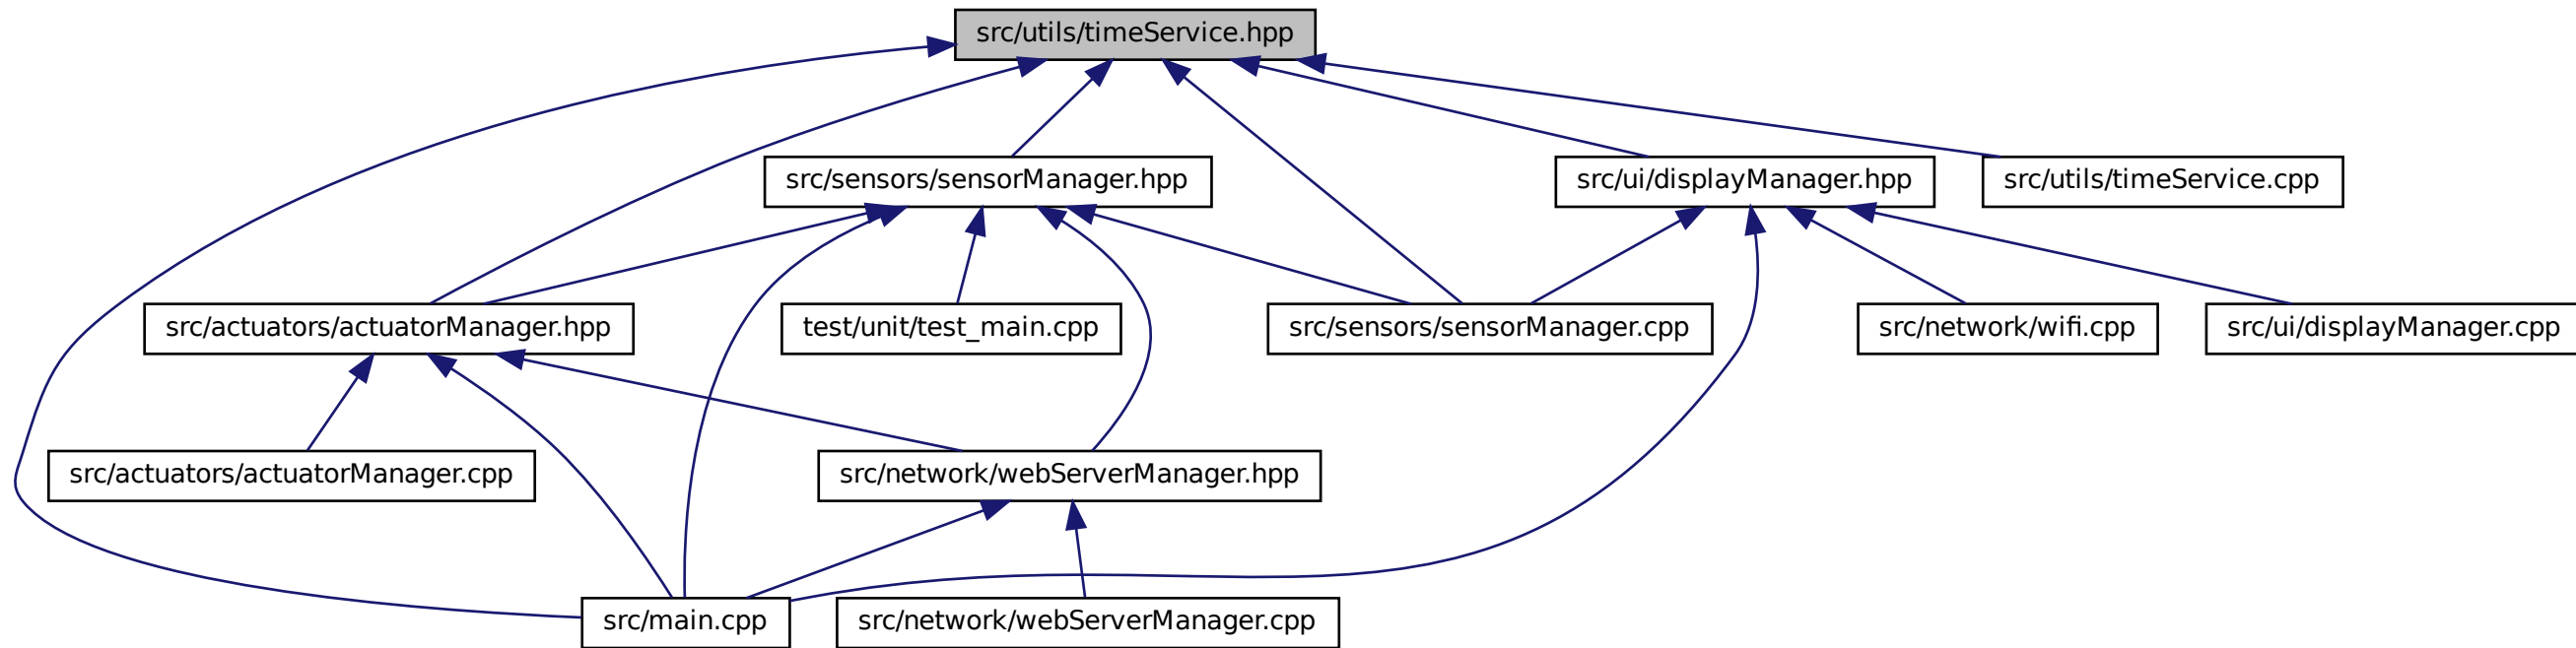 src/utils/timeService.hpp
src/sensors/sensorManager.hpp
src/ui/displayManager.hpp
src/utils/timeService.cpp
src/actuators/actuatorManager.hpp
test/unit/test_main.cpp
src/sensors/sensorManager.cpp
src/network/wifi.cpp
src/ui/displayManager.cpp
src/actuators/actuatorManager.cpp
src/network/webServerManager.hpp
src/main.cpp
src/network/webServerManager.cpp